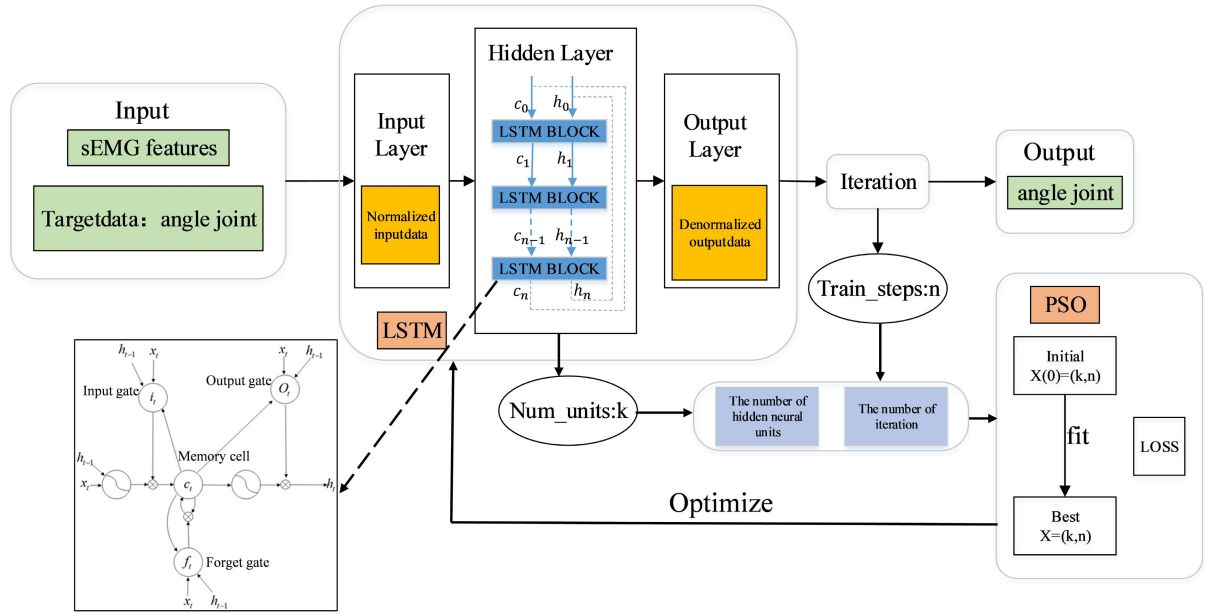 Input
sEMG features
Targetdata：angle joint
Input
Layer
Normalized
inputdata
Hidden Layer
c₀ h₀
LSTM BLOCK
c₁ h₁
LSTM BLOCK
cₙ₋₁ hₙ₋₁
LSTM BLOCK
cₙ hₙ
Output
Layer
Denormalized
outputdata
LSTM
Iteration
Output
angle joint
Train_steps:n
Num_units:k
The number of
hidden neural
units
The number of
iteration
PSO
Initial
X(0)=(k,n)
fit
LOSS
Best
X=(k,n)
Optimize
hₜ₋₁ xₜ
Input gate
iₜ
xₜ hₜ₋₁
Output gate
Oₜ
Memory cell
hₜ₋₁
xₜ
cₜ
hₜ
fₜ
Forget gate
xₜ hₜ₋₁